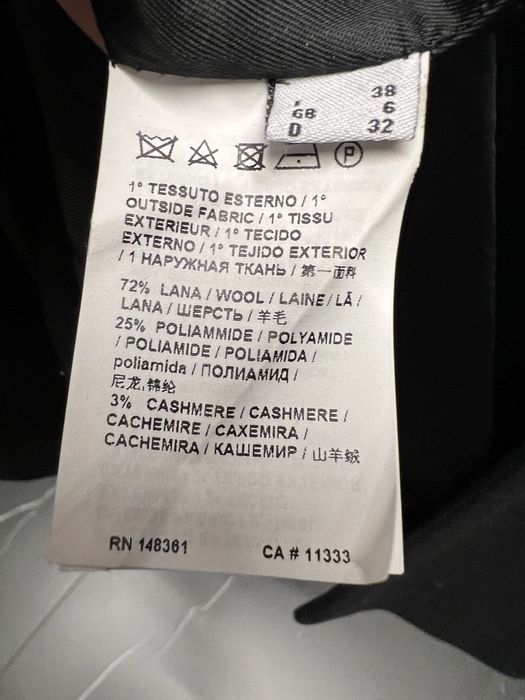 38
GB 6
D 32
P
1° TESSUTO ESTERNO / 1°
OUTSIDE FABRIC / 1° TISSU
EXTERIEUR / 1° TECIDO
EXTERNO / 1° TEJIDO EXTERIOR
/ 1 НАРУЖНАЯ ТКАНЬ / 第一面料
72% LANA / WOOL / LAINE / LÃ /
LANA / ШЕРСТЬ / 羊毛
25% POLIAMMIDE / POLYAMIDE
/ POLIAMIDE / POLIAMIDA /
poliamida / ПОЛИАМИД /
尼龙,锦纶
3% CASHMERE / CASHMERE /
CACHEMIRE / CAXEMIRA /
CACHEMIRA / КАШЕМИР / 山羊绒
RN 148361 CA # 11333